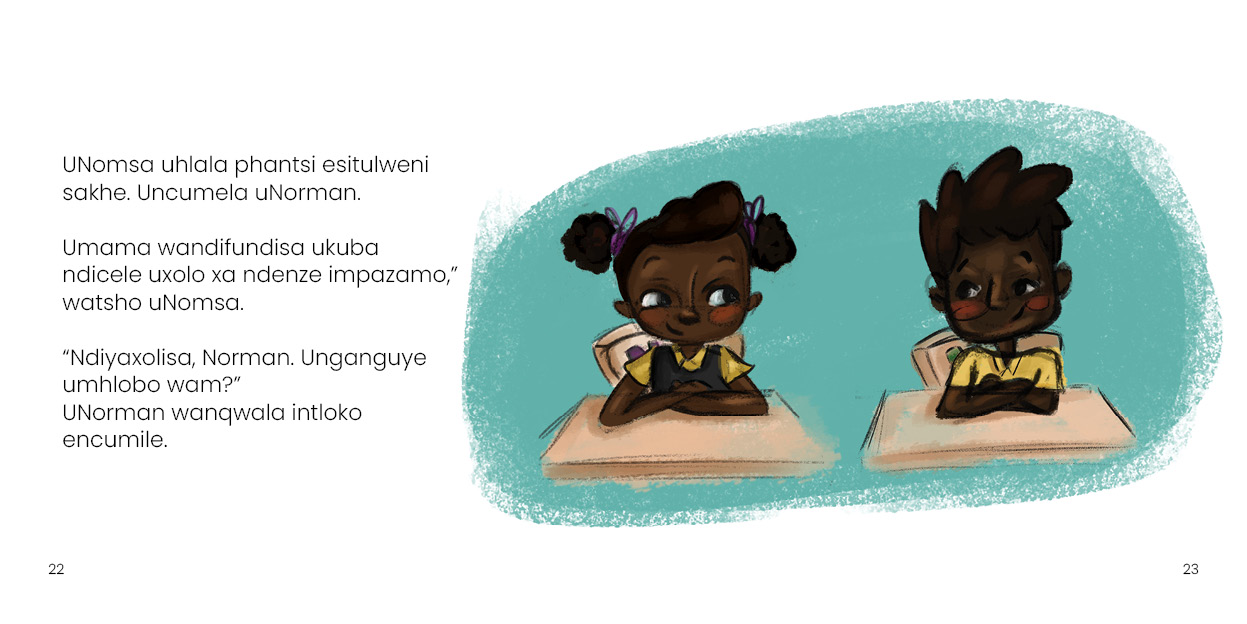 UNomsa uhlala phantsi esitulweni
sakhe. Uncumela uNorman.
Umama wandifundisa ukuba
ndicele uxolo xa ndenze impazamo,”
watsho uNomsa.
“Ndiyaxolisa, Norman. Unganguye
umhlobo wam?”
UNorman wanqwala intloko
encumile.
22
23